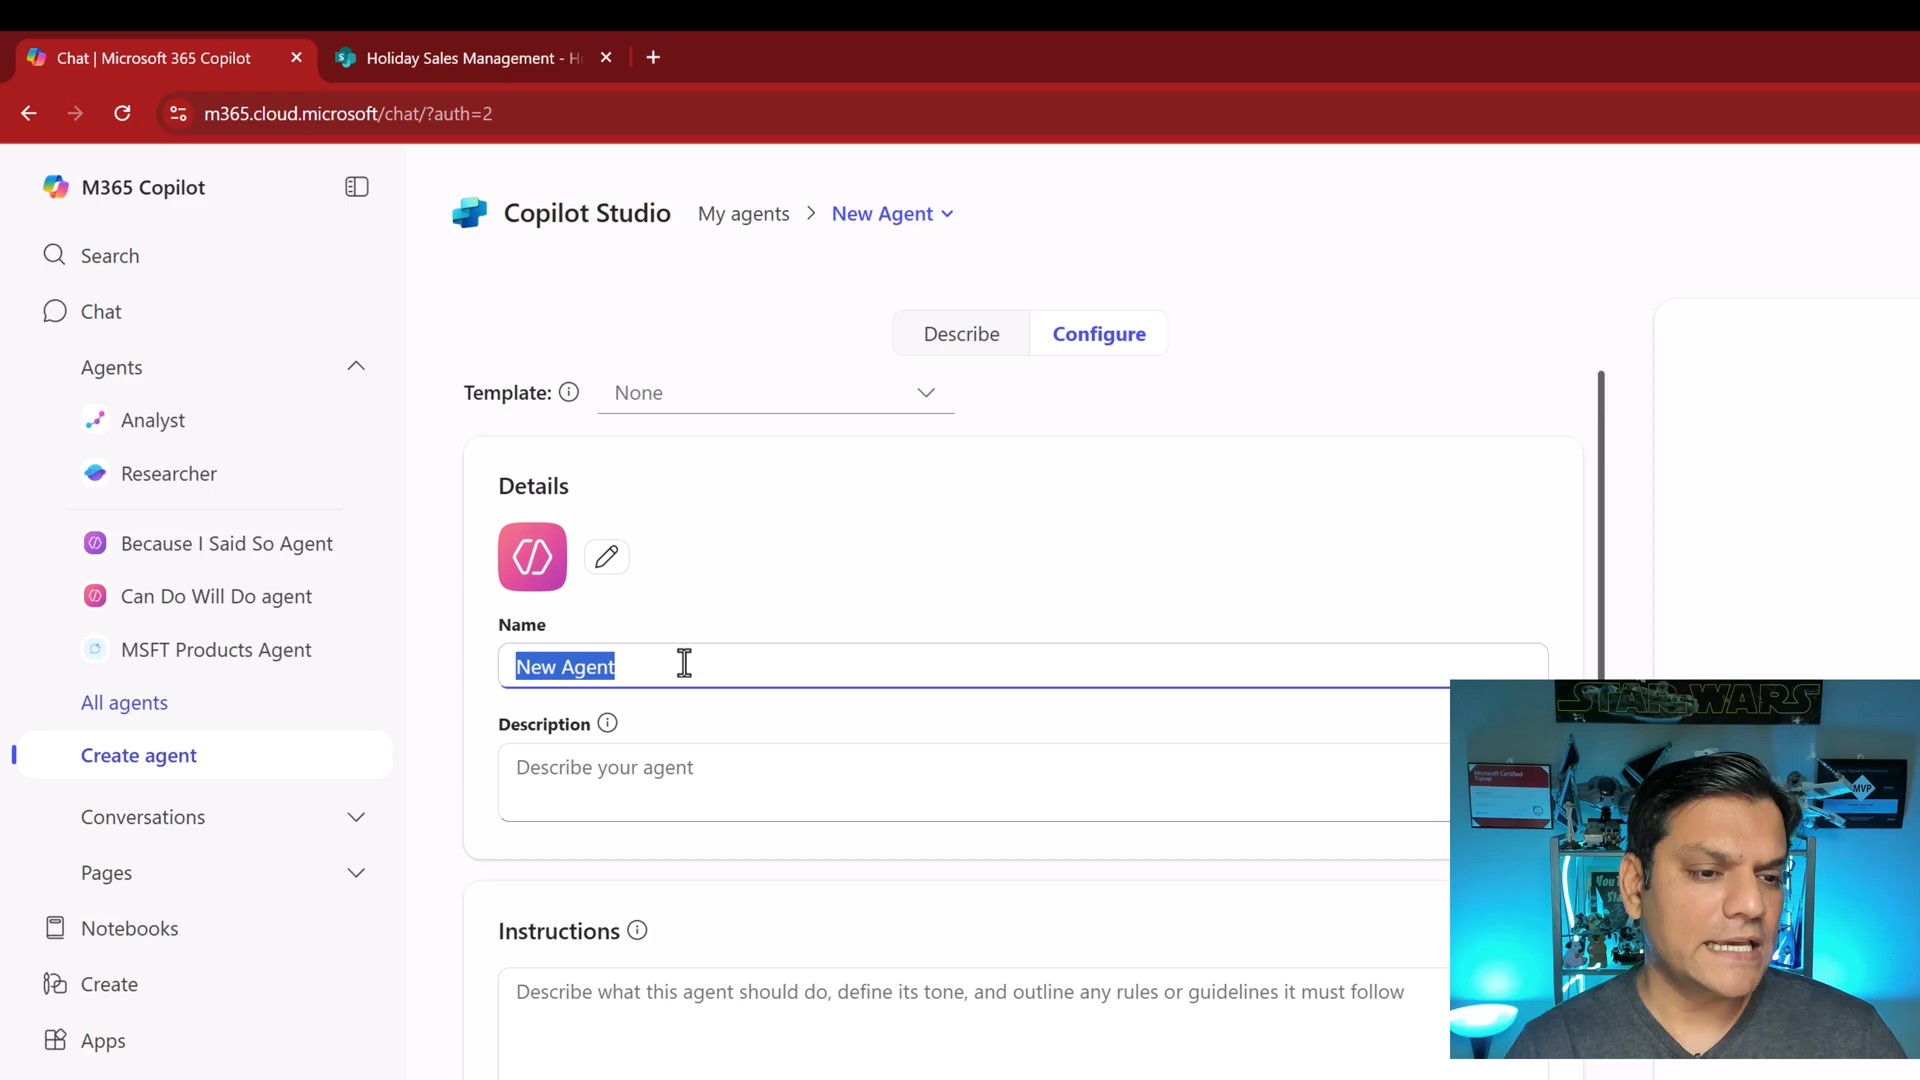 Chat | Microsoft 365 Copilot
Holiday Sales Management - H
m365.cloud.microsoft/chat/?auth=2
M365 Copilot
Search
Chat
Agents
Analyst
Researcher
Because I Said So Agent
Can Do Will Do agent
MSFT Products Agent
All agents
Create agent
Conversations
Pages
Notebooks
Create
Apps
Copilot Studio
My agents > New Agent
Describe
Configure
Template:
None
Details
Name
New Agent
Description
Describe your agent
Instructions
Describe what this agent should do, define its tone, and outline any rules or guidelines it must follow
STAR WARS
Microsoft Certified
Trainer
MVP